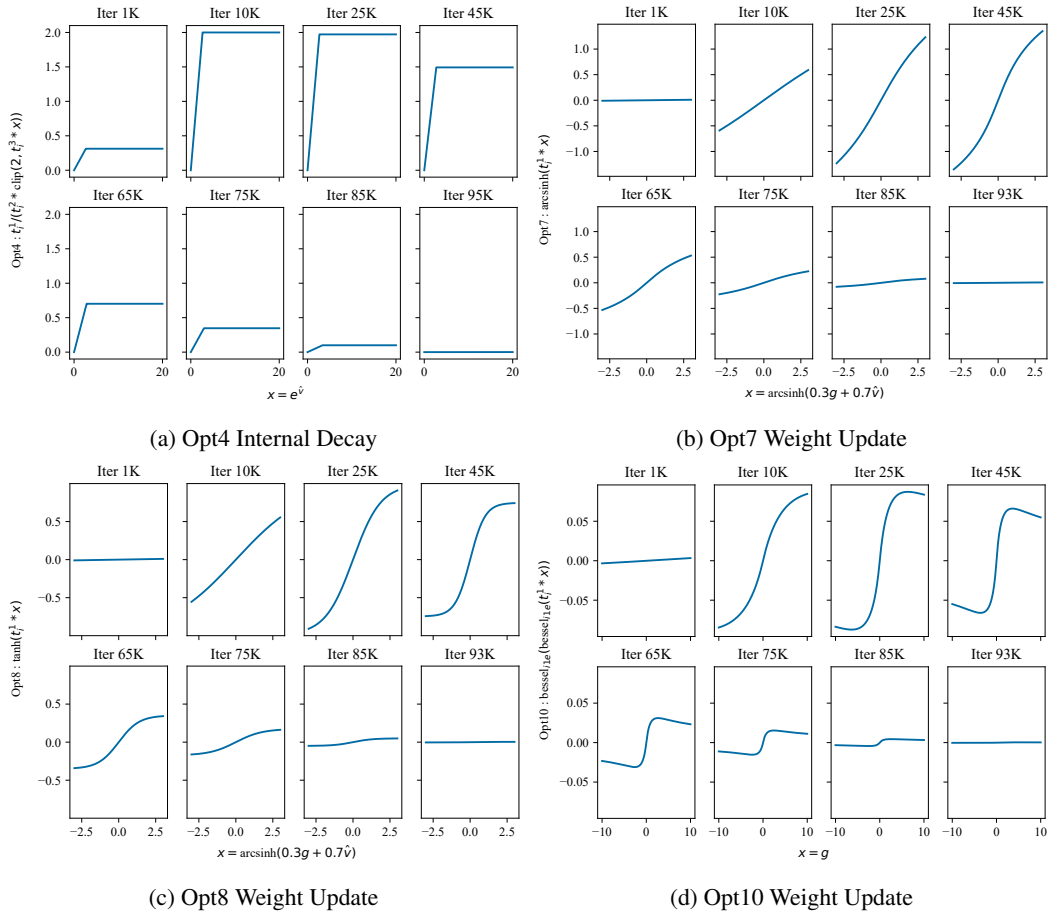 Iter 1K Iter 10K Iter 25K Iter 45K
2.0
1.5
1.0
0.5
0.0
Iter 65K Iter 75K Iter 85K Iter 95K
2.0
1.5
1.0
0.5
0.0
0 20 0 20 0 20 0 20
Opt4 : t_i^1/(t_i^2 * clip(2, t_i^3 * x))
x = e^v̂
(a) Opt4 Internal Decay
Iter 1K Iter 10K Iter 25K Iter 45K
1.0
0.5
0.0
−0.5
−1.0
Iter 65K Iter 75K Iter 85K Iter 93K
1.0
0.5
0.0
−0.5
−1.0
−2.5 0.0 2.5 −2.5 0.0 2.5 −2.5 0.0 2.5 −2.5 0.0 2.5
Opt7 : arcsinh(t_i^1 * x)
x = arcsinh(0.3g + 0.7v̂)
(b) Opt7 Weight Update
Iter 1K Iter 10K Iter 25K Iter 45K
0.5
0.0
−0.5
Iter 65K Iter 75K Iter 85K Iter 93K
0.5
0.0
−0.5
−2.5 0.0 2.5 −2.5 0.0 2.5 −2.5 0.0 2.5 −2.5 0.0 2.5
Opt8 : tanh(t_i^1 * x)
x = arcsinh(0.3g + 0.7v̂)
(c) Opt8 Weight Update
Iter 1K Iter 10K Iter 25K Iter 45K
0.05
0.00
−0.05
Iter 65K Iter 75K Iter 85K Iter 93K
0.05
0.00
−0.05
−10 0 10 −10 0 10 −10 0 10 −10 0 10
Opt10 : bessel_i1e(bessel_i1e(t_i^1 * x))
x = g
(d) Opt10 Weight Update